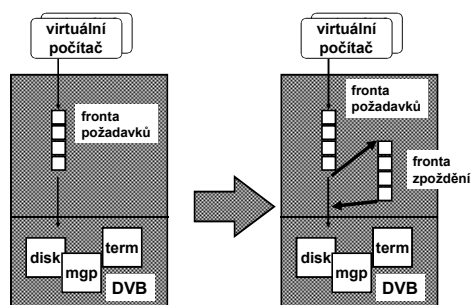 virtuální
počítač
fronta
požadavků
disk
mgp
term
DVB
virtuální
počítač
fronta
požadavků
fronta
zpoždění
disk
mgp
term
DVB